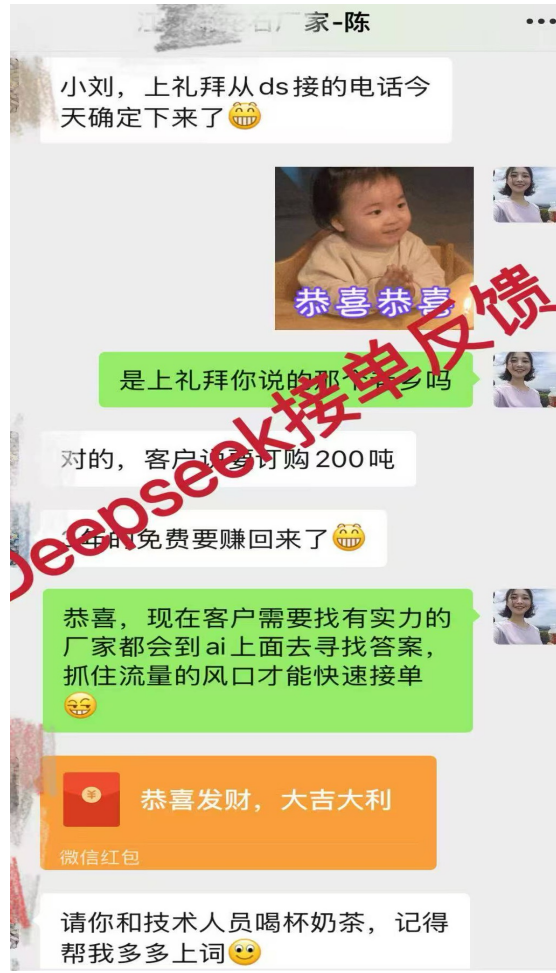 家-陈
小刘，上礼拜从ds接的电话今
天确定下来了
恭喜恭喜
是上礼拜你说的那个老乡吗
对的，客户说要订购200吨
年的免费要赚回来了
恭喜，现在客户需要找有实力的
厂家都会到ai上面去寻找答案，
抓住流量的风口才能快速接单
恭喜发财，大吉大利
微信红包
请你和技术人员喝杯奶茶，记得
帮我多多上词
Deepseek接单反馈